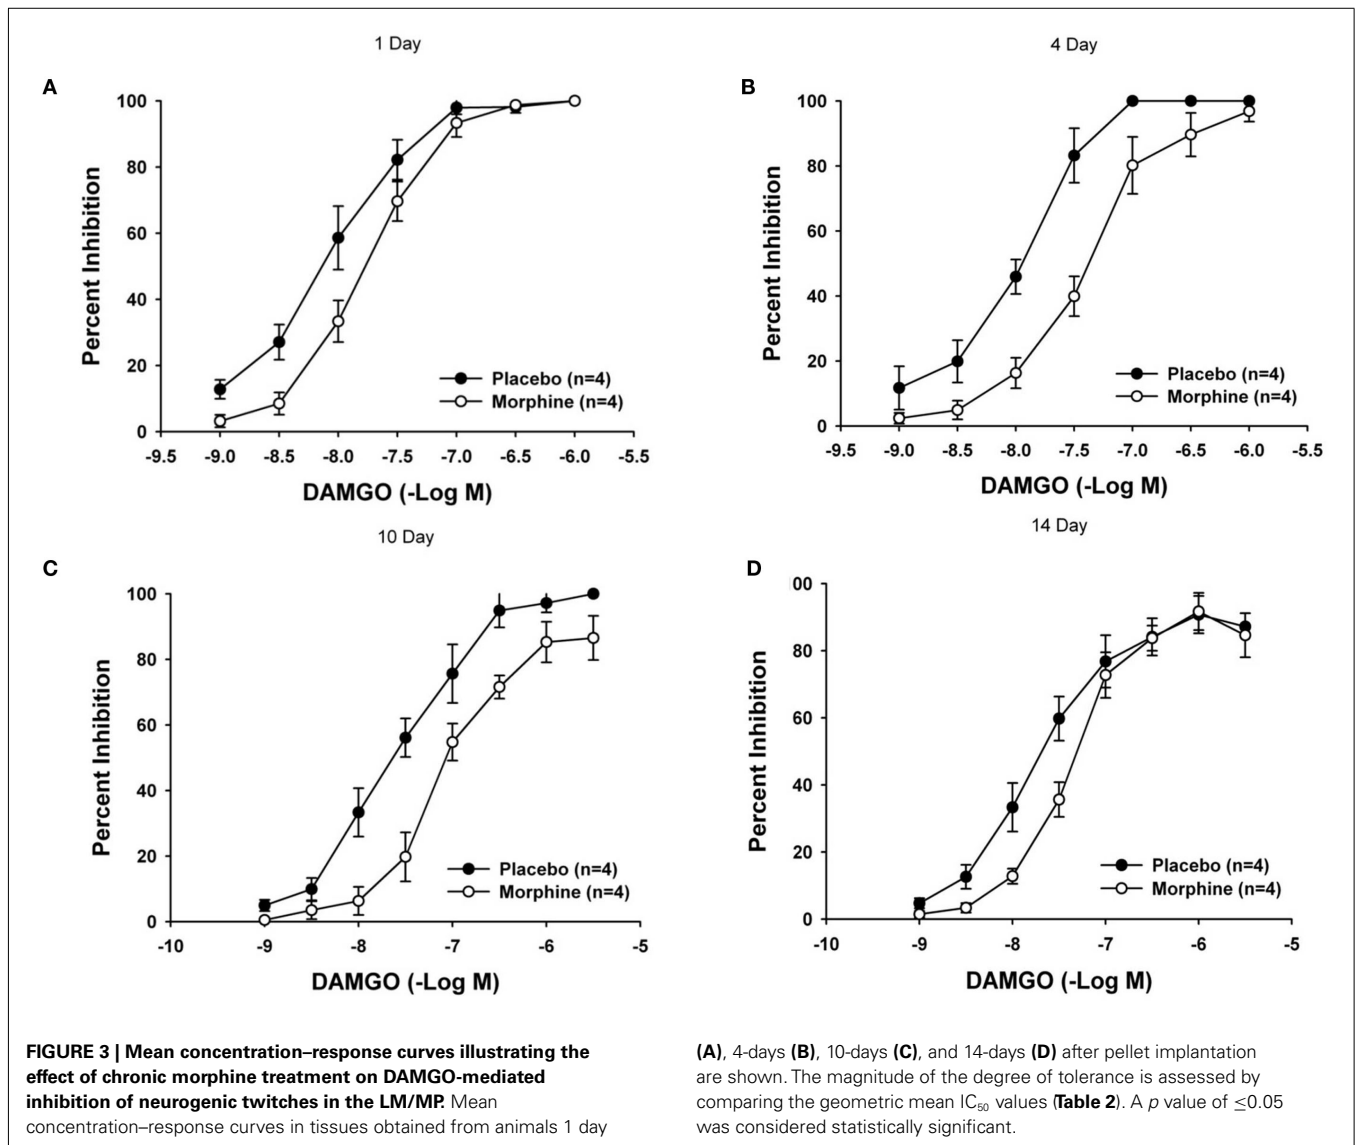 1 Day
A
100
80
60
40
20
0
Percent Inhibition
Placebo (n=4)
Morphine (n=4)
-9.5 -9.0 -8.5 -8.0 -7.5 -7.0 -6.5 -6.0 -5.5
DAMGO (-Log M)
4 Day
B
100
80
60
40
20
0
Percent Inhibition
Placebo (n=4)
Morphine (n=4)
-9.5 -9.0 -8.5 -8.0 -7.5 -7.0 -6.5 -6.0 -5.5
DAMGO (-Log M)
10 Day
C
100
80
60
40
20
0
Percent Inhibition
Placebo (n=4)
Morphine (n=4)
-10 -9 -8 -7 -6 -5
DAMGO (-Log M)
14 Day
D
00
80
60
40
20
0
Percent Inhibition
Placebo (n=4)
Morphine (n=4)
-10 -9 -8 -7 -6 -5
DAMGO (-Log M)
FIGURE 3 | Mean concentration–response curves illustrating the
effect of chronic morphine treatment on DAMGO-mediated
inhibition of neurogenic twitches in the LM/MP. Mean
concentration–response curves in tissues obtained from animals 1 day
(A), 4-days (B), 10-days (C), and 14-days (D) after pellet implantation
are shown. The magnitude of the degree of tolerance is assessed by
comparing the geometric mean IC50 values (Table 2). A p value of ≤0.05
was considered statistically significant.